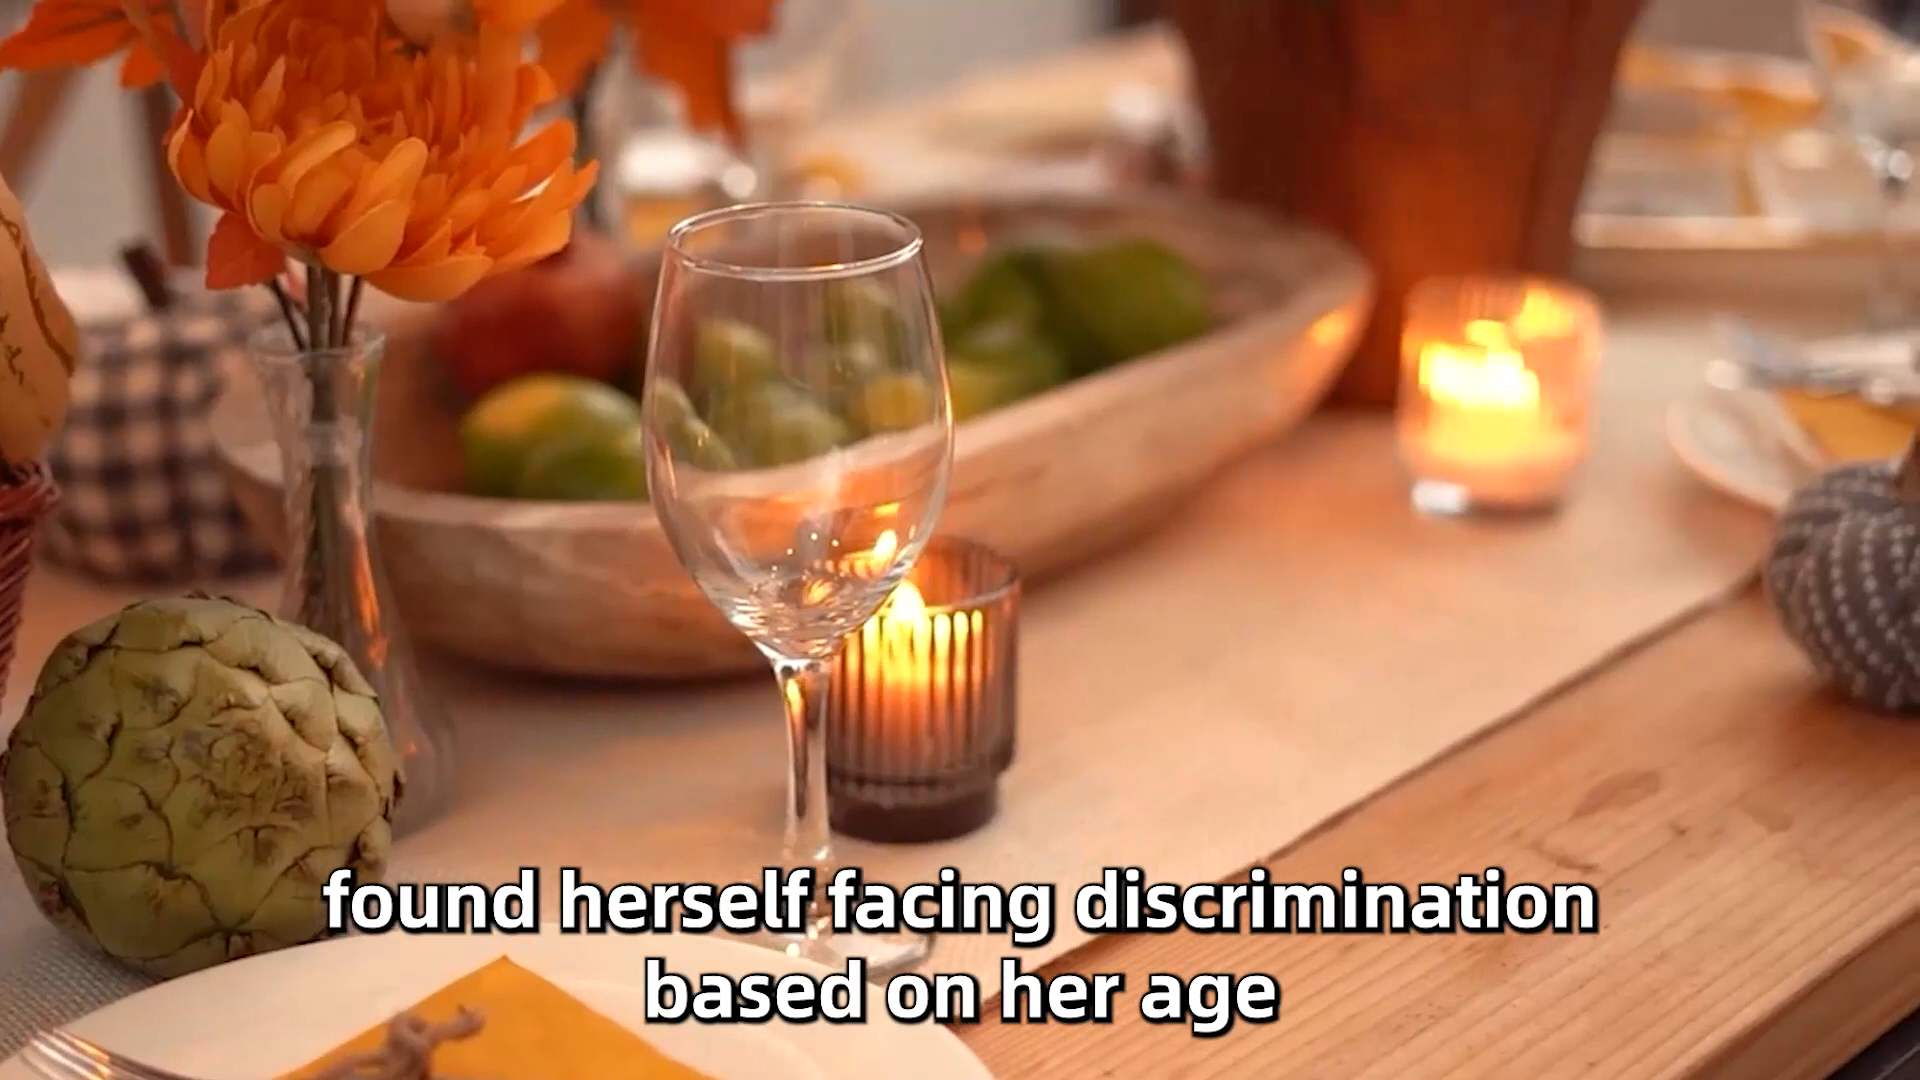 found herself facing discrimination
based on her age